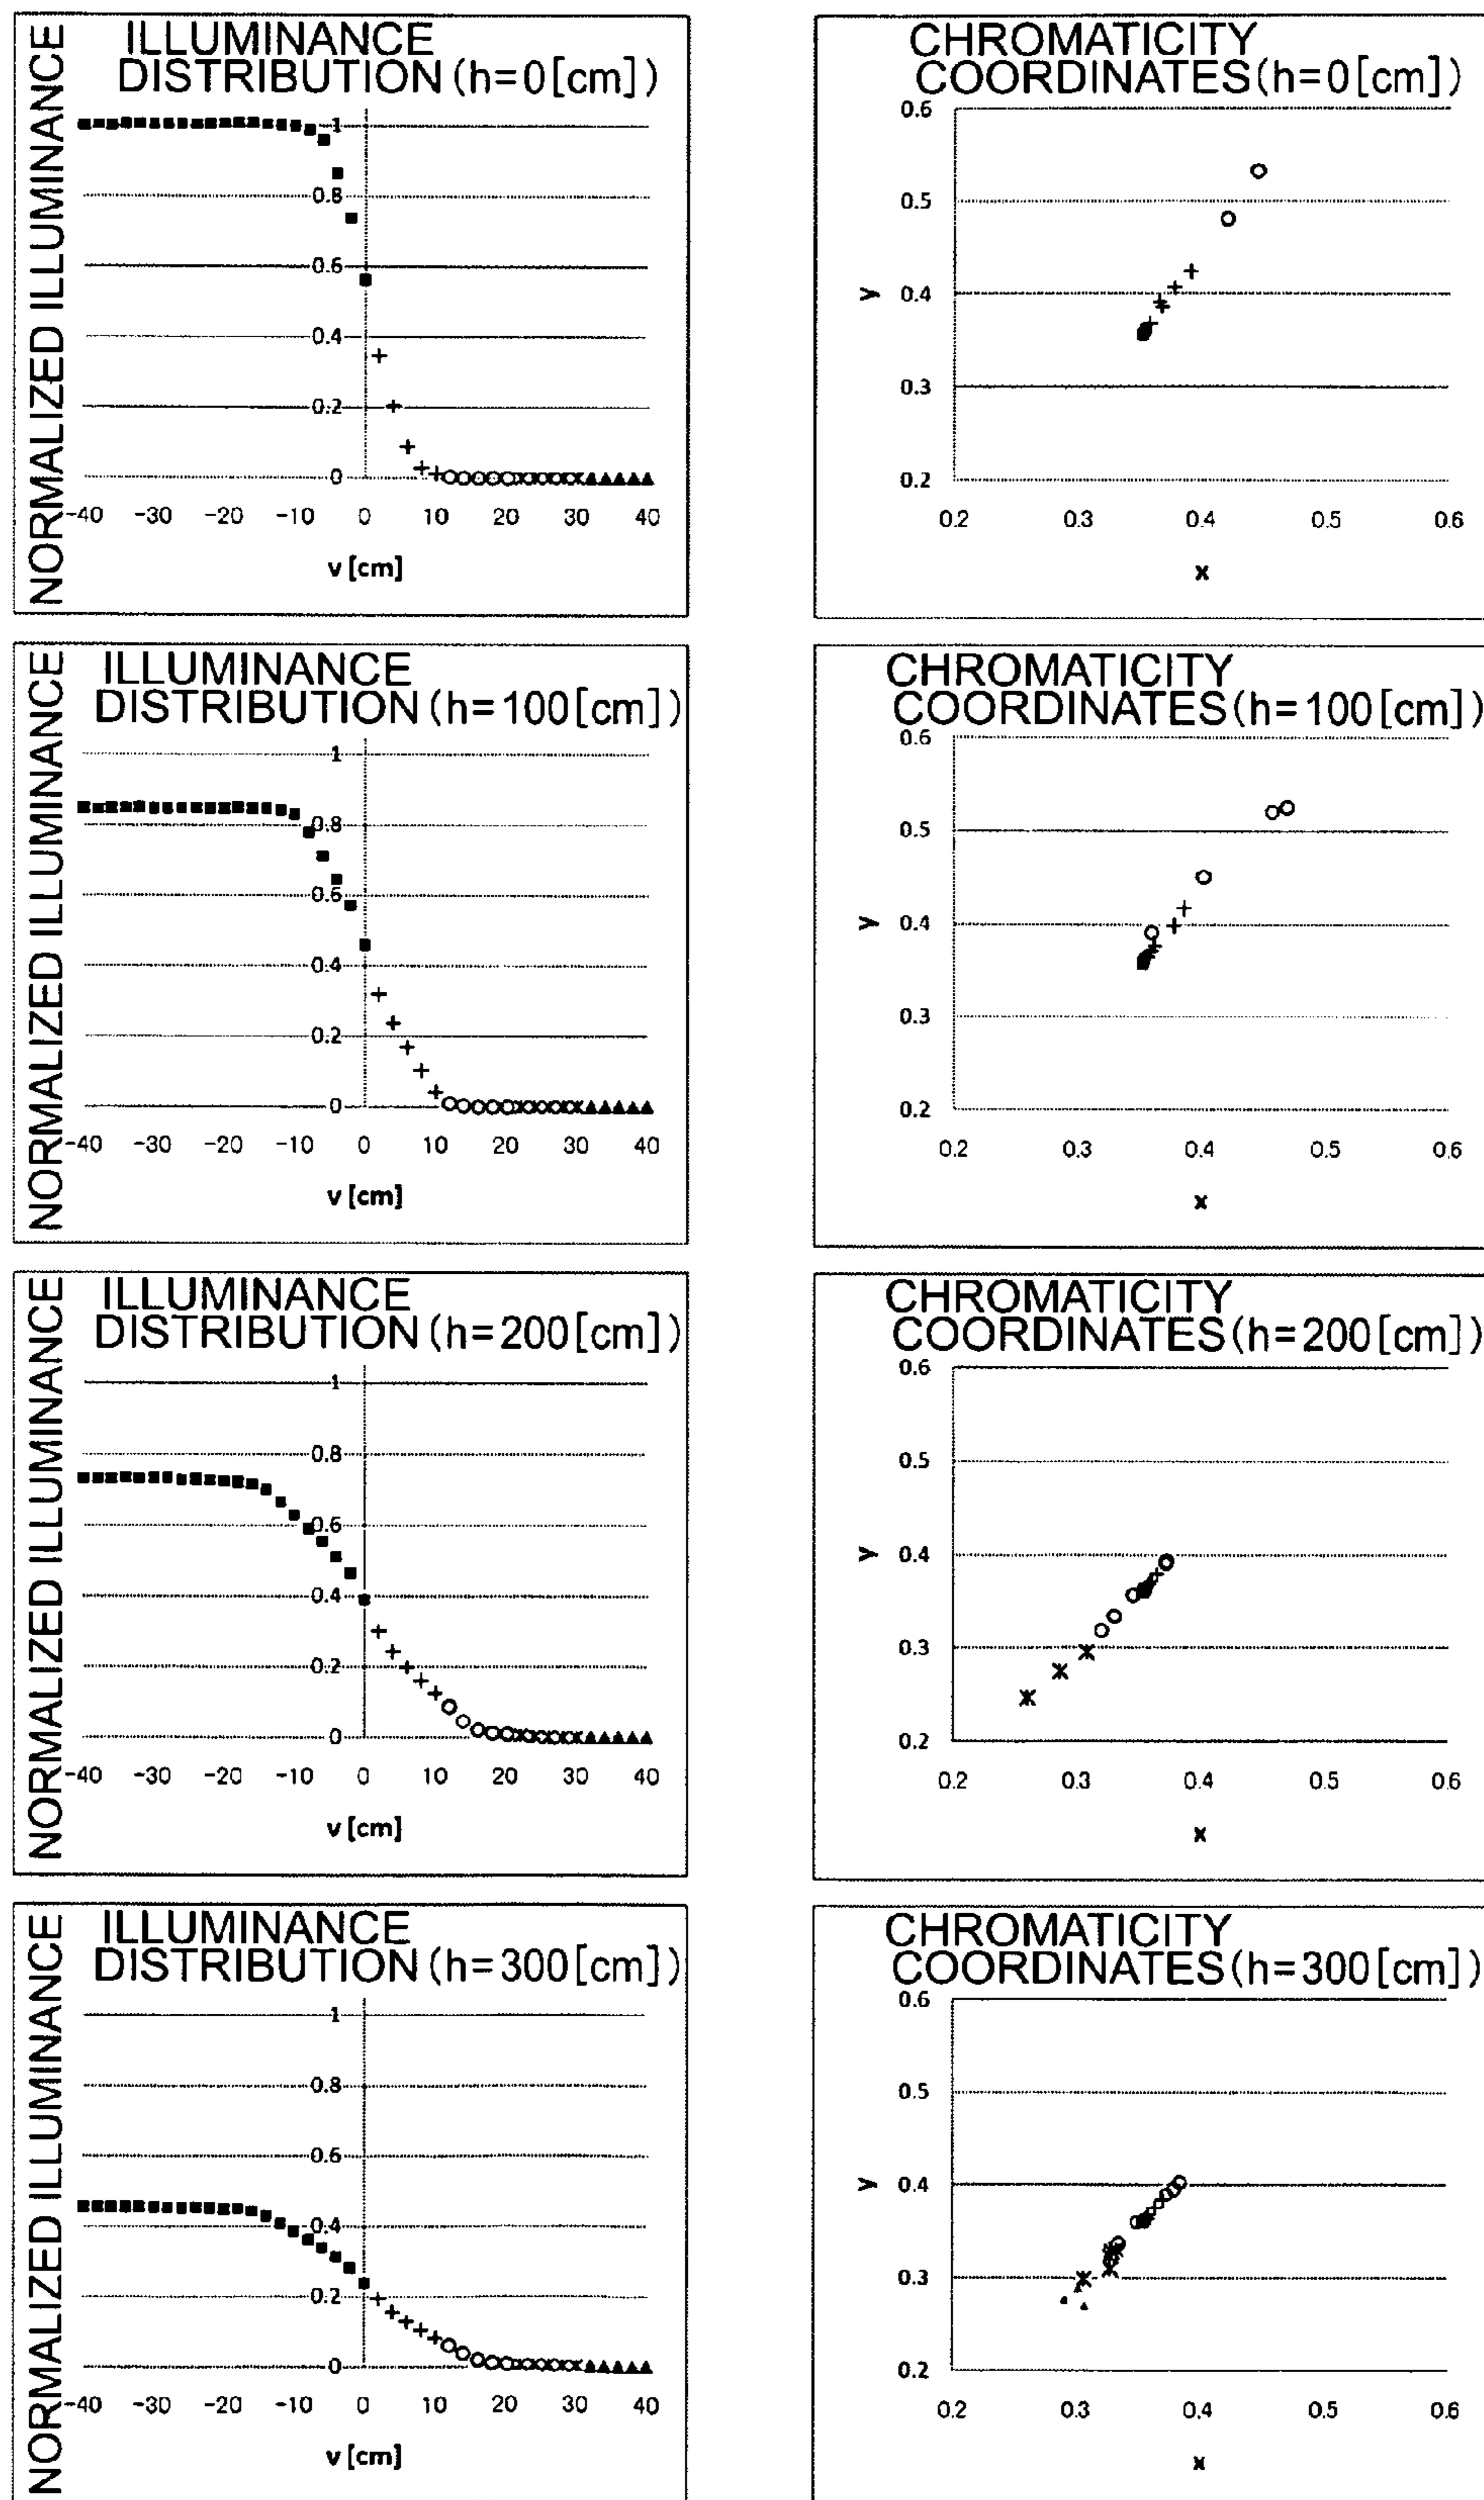 NORMALIZED ILLUMINANCE
ILLUMINANCE
DISTRIBUTION (h=0[cm])
1
0.8
0.6
0.4
0.2
0
-40 -30 -20 -10 0 10 20 30 40
v [cm]
CHROMATICITY
COORDINATES (h=0[cm])
0.6
0.5
y 0.4
0.3
0.2
0.2 0.3 0.4 0.5 0.6
x
NORMALIZED ILLUMINANCE
ILLUMINANCE
DISTRIBUTION (h=100[cm])
1
0.8
0.6
0.4
0.2
0
-40 -30 -20 -10 0 10 20 30 40
v [cm]
CHROMATICITY
COORDINATES (h=100[cm])
0.6
0.5
y 0.4
0.3
0.2
0.2 0.3 0.4 0.5 0.6
x
NORMALIZED ILLUMINANCE
ILLUMINANCE
DISTRIBUTION (h=200[cm])
1
0.8
0.6
0.4
0.2
0
-40 -30 -20 -10 0 10 20 30 40
v [cm]
CHROMATICITY
COORDINATES (h=200[cm])
0.6
0.5
y 0.4
0.3
0.2
0.2 0.3 0.4 0.5 0.6
x
NORMALIZED ILLUMINANCE
ILLUMINANCE
DISTRIBUTION (h=300[cm])
1
0.8
0.6
0.4
0.2
0
-40 -30 -20 -10 0 10 20 30 40
v [cm]
CHROMATICITY
COORDINATES (h=300[cm])
0.6
0.5
y 0.4
0.3
0.2
0.2 0.3 0.4 0.5 0.6
x